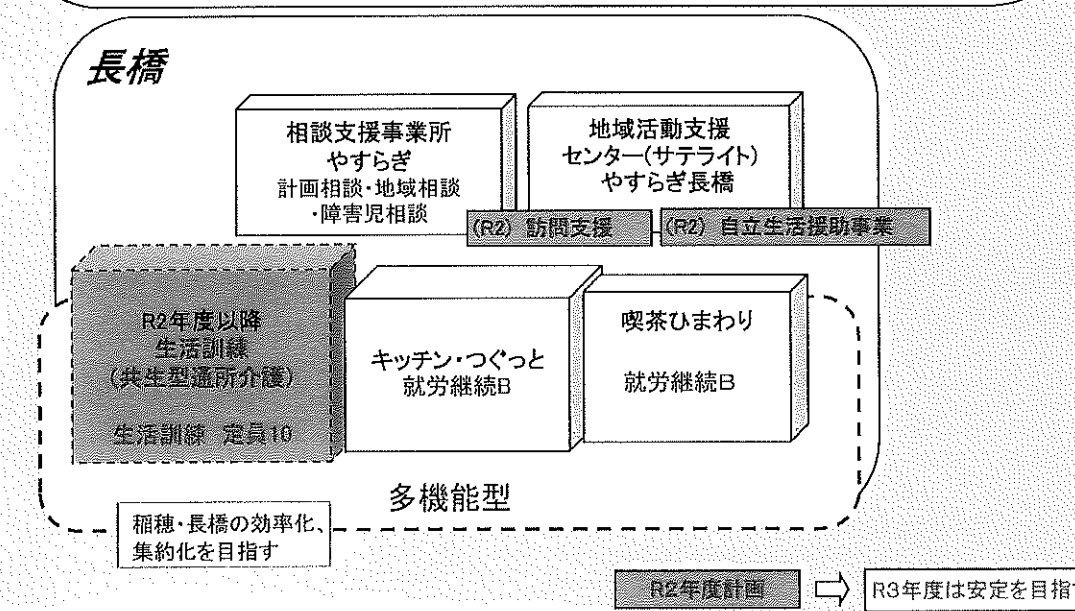 長橋
相談支援事業所
やすらぎ
計画相談・地域相談
・障害児相談
地域活動支援
センター(サテライト)
やすらぎ長橋
(R2) 訪問支援
(R2) 自立生活援助事業
R2年度以降
生活訓練
(共生型通所介護)
生活訓練 定員10
キッチン・つぐっと
就労継続B
喫茶ひまわり
就労継続B
多機能型
稲穂・長橋の効率化、
集約化を目指す
R2年度計画
R3年度は安定を目指す